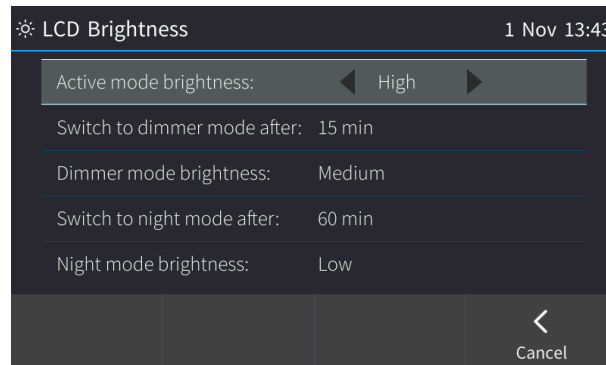 LCD Brightness 1 Nov 13:43
Active mode brightness: High
Switch to dimmer mode after: 15 min
Dimmer mode brightness: Medium
Switch to night mode after: 60 min
Night mode brightness: Low
Cancel